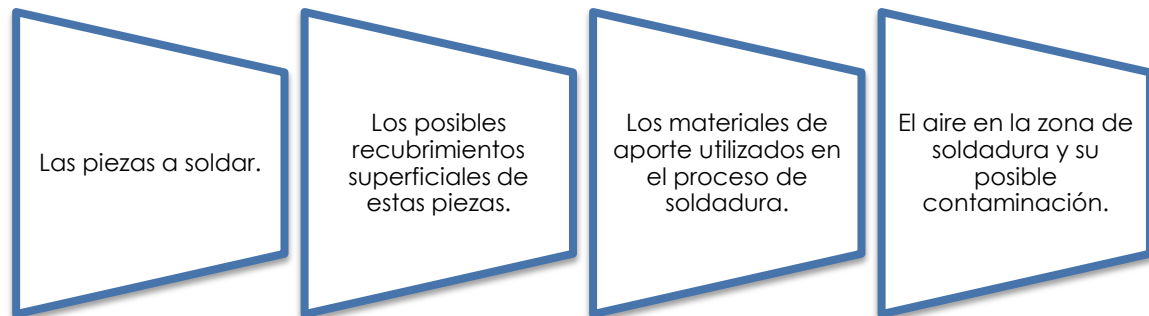 Las piezas a soldar.
Los posibles
recubrimientos
superficiales de
estas piezas.
Los materiales de
aporte utilizados en
el proceso de
soldadura.
El aire en la zona de
soldadura y su
posible
contaminación.